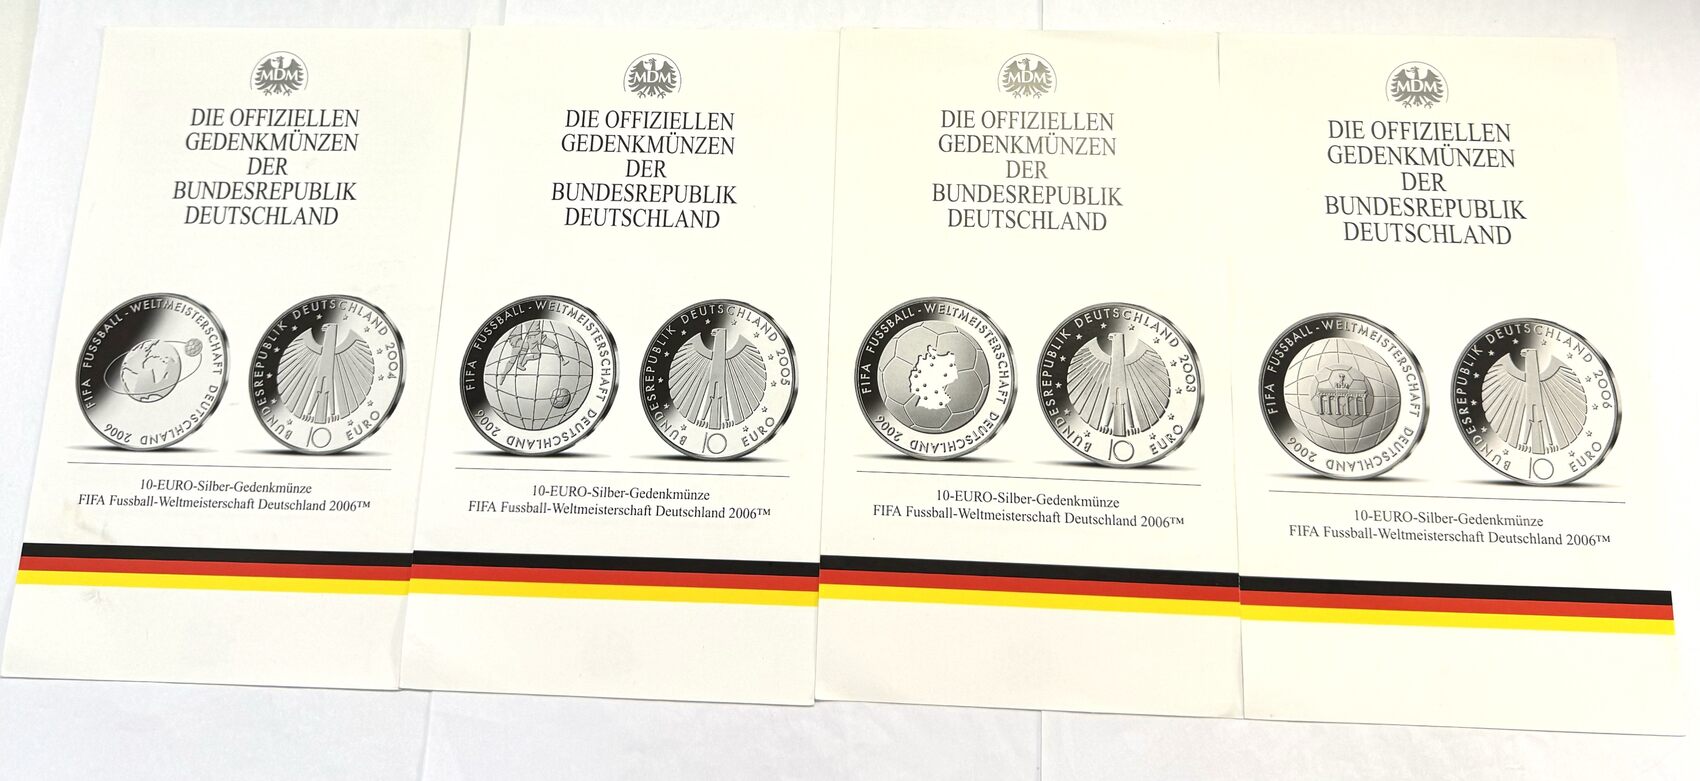 MDM
DIE OFFIZIELLEN
GEDENKMÜNZEN
DER
BUNDESREPUBLIK
DEUTSCHLAND
FIFA FUSSBALL-WELTMEISTERSCHAFT DEUTSCHLAND 2006
BUNDESREPUBLIK DEUTSCHLAND 2004
10 EURO
10-EURO-Silber-Gedenkmünze
FIFA Fussball-Weltmeisterschaft Deutschland 2006™
MDM
DIE OFFIZIELLEN
GEDENKMÜNZEN
DER
BUNDESREPUBLIK
DEUTSCHLAND
FIFA FUSSBALL-WELTMEISTERSCHAFT DEUTSCHLAND 2006
BUNDESREPUBLIK DEUTSCHLAND 2005
10 EURO
10-EURO-Silber-Gedenkmünze
FIFA Fussball-Weltmeisterschaft Deutschland 2006™
MDM
DIE OFFIZIELLEN
GEDENKMÜNZEN
DER
BUNDESREPUBLIK
DEUTSCHLAND
FIFA FUSSBALL-WELTMEISTERSCHAFT DEUTSCHLAND 2006
BUNDESREPUBLIK DEUTSCHLAND 2003
10 EURO
10-EURO-Silber-Gedenkmünze
FIFA Fussball-Weltmeisterschaft Deutschland 2006™
MDM
DIE OFFIZIELLEN
GEDENKMÜNZEN
DER
BUNDESREPUBLIK
DEUTSCHLAND
FIFA FUSSBALL-WELTMEISTERSCHAFT DEUTSCHLAND 2006
BUNDESREPUBLIK DEUTSCHLAND 2006
10 EURO
10-EURO-Silber-Gedenkmünze
FIFA Fussball-Weltmeisterschaft Deutschland 2006™